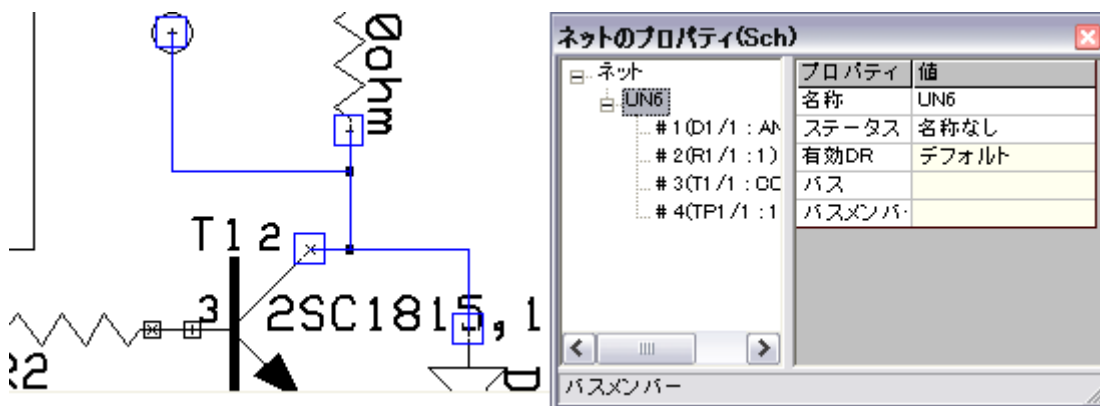 0ohm
T1
2
3
2SC1815,1
R2
D
ネットのプロパティ(Sch)
ネット
UN6
#1(D1/1 : AN
#2(R1/1 : 1)
#3(T1/1 : CC
#4(TP1/1 : 1
プロパティ 値
名称 UN6
ステータス 名称なし
有効DR デフォルト
バス
バスメンバ・
バスメンバー